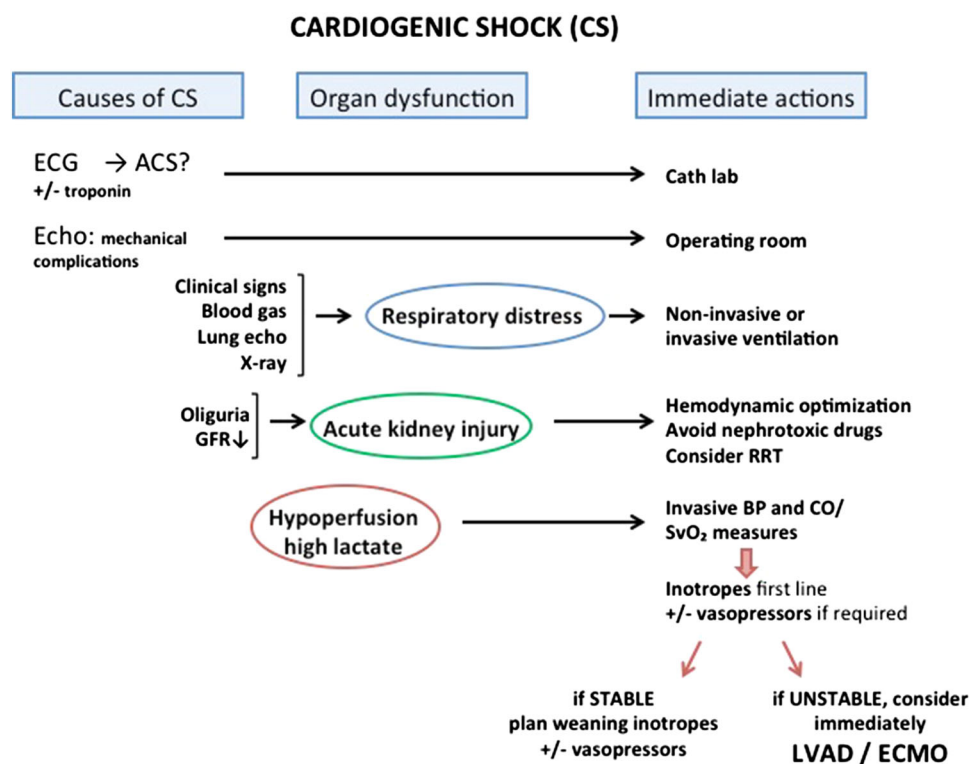 CARDIOGENIC SHOCK (CS)
Causes of CS
Organ dysfunction
Immediate actions
ECG → ACS?
+/- troponin
Cath lab
Echo: mechanical
complications
Operating room
Clinical signs
Blood gas
Lung echo
X-ray
Respiratory distress
Non-invasive or
invasive ventilation
Oliguria
GFR↓
Acute kidney injury
Hemodynamic optimization
Avoid nephrotoxic drugs
Consider RRT
Hypoperfusion
high lactate
Invasive BP and CO/
SvO₂ measures
Inotropes first line
+/- vasopressors if required
if STABLE
plan weaning inotropes
+/- vasopressors
if UNSTABLE, consider
immediately
LVAD / ECMO